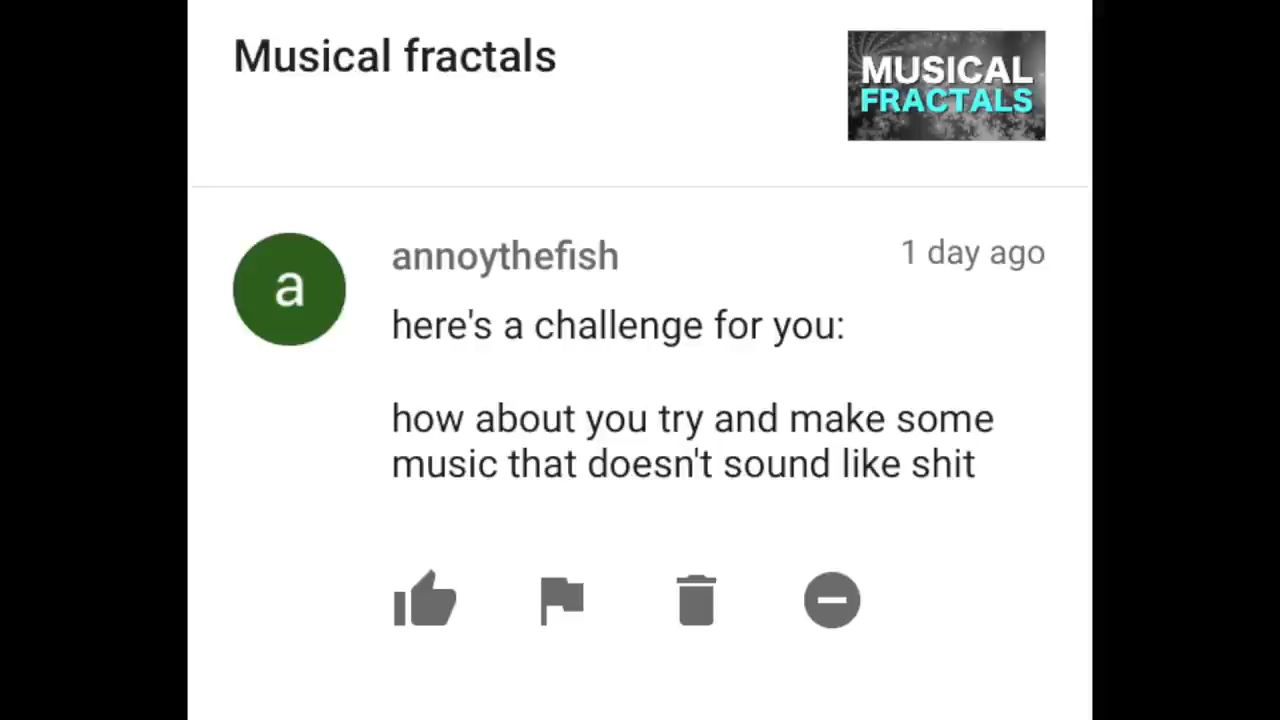 Musical fractals
MUSICAL
FRACTALS
a
annoythefish
1 day ago
here's a challenge for you:
how about you try and make some
music that doesn't sound like shit